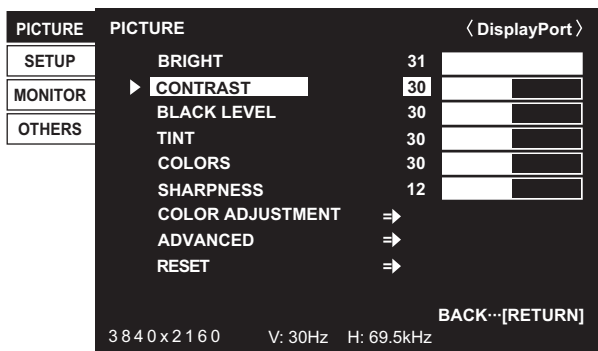 PICTURE
SETUP
MONITOR
OTHERS
PICTURE 〈DisplayPort〉
BRIGHT 31
CONTRAST 30
BLACK LEVEL 30
TINT 30
COLORS 30
SHARPNESS 12
COLOR ADJUSTMENT
ADVANCED
RESET
BACK···[RETURN]
3840x2160 V: 30Hz H: 69.5kHz